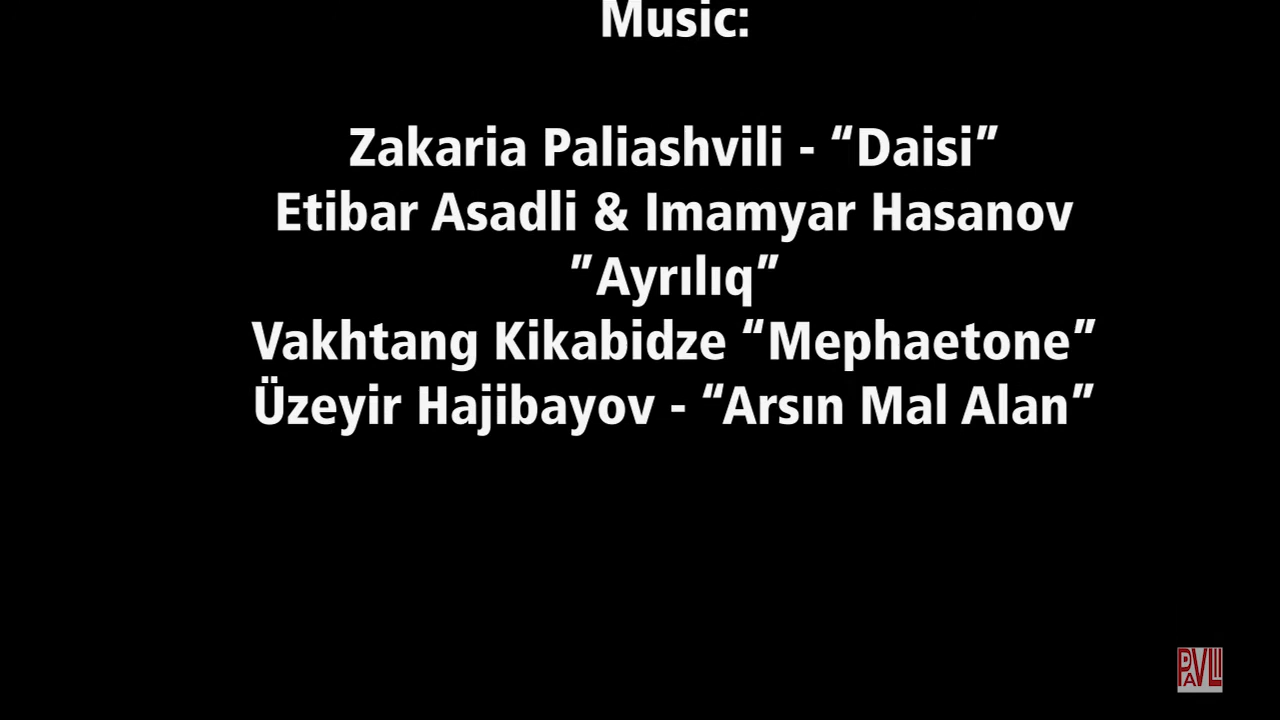 Music:
Zakaria Paliashvili - “Daisi”
Etibar Asadli & Imamyar Hasanov
”Ayrılıq”
Vakhtang Kikabidze “Mephaetone”
Üzeyir Hajibayov - “Arsın Mal Alan”